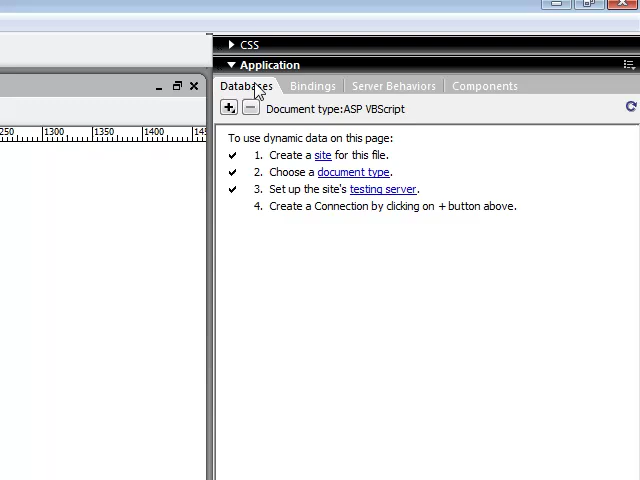 CSS
Application
Databases Bindings Server Behaviors Components
Document type:ASP VBScript
250 1300 1350 1400 145
To use dynamic data on this page:
✔ 1. Create a site for this file.
✔ 2. Choose a document type.
✔ 3. Set up the site's testing server.
4. Create a Connection by clicking on + button above.